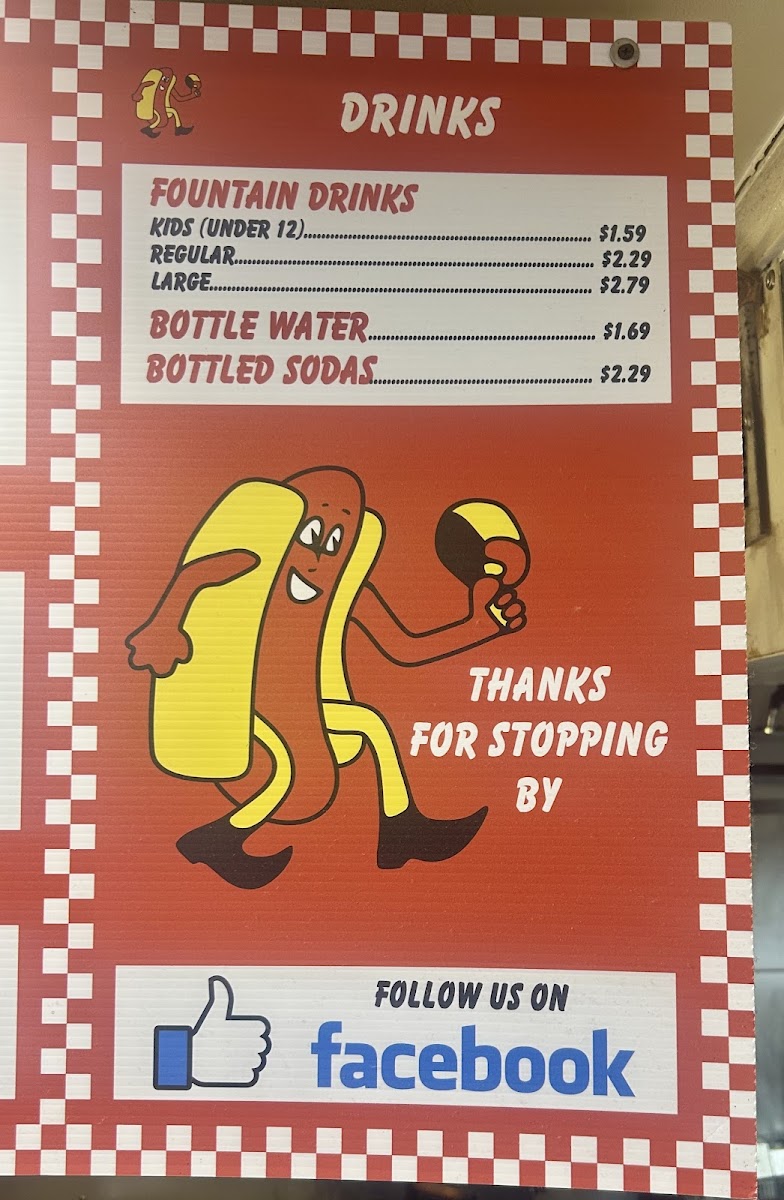 DRINKS
FOUNTAIN DRINKS
KIDS (UNDER 12)........................................ $1.59
REGULAR........................................ $2.29
LARGE........................................ $2.79
BOTTLE WATER........................................ $1.69
BOTTLED SODAS........................................ $2.29
THANKS
FOR STOPPING
BY
FOLLOW US ON
facebook